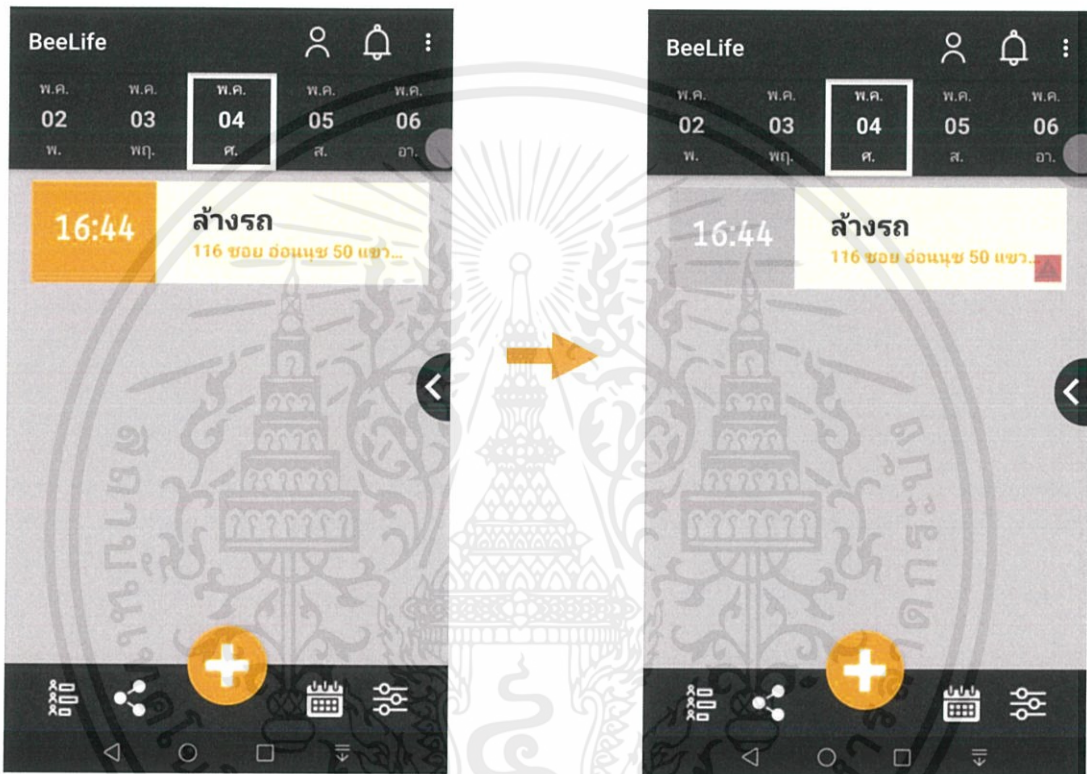 BeeLife
พ.ค. พ.ค. พ.ค. พ.ค. พ.ค.
02 03 04 05 06
พ. พฤ. ศ. ส. อา.
16:44 ล้างรถ
116 ซอย อ่อนนุช 50 แขว...
BeeLife
พ.ค. พ.ค. พ.ค. พ.ค. พ.ค.
02 03 04 05 06
พ. พฤ. ศ. ส. อา.
16:44 ล้างรถ
116 ซอย อ่อนนุช 50 แขว...